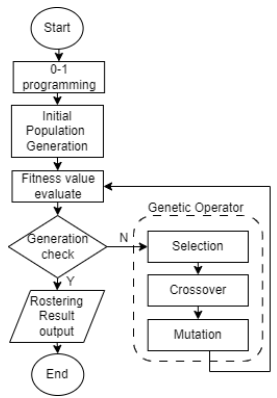 Start
0-1
programming
Initial
Population
Generation
Fitness value
evaluate
Genetic Operator
Generation
check
N
Selection
Y
Crossover
Rostering
Result
output
Mutation
End